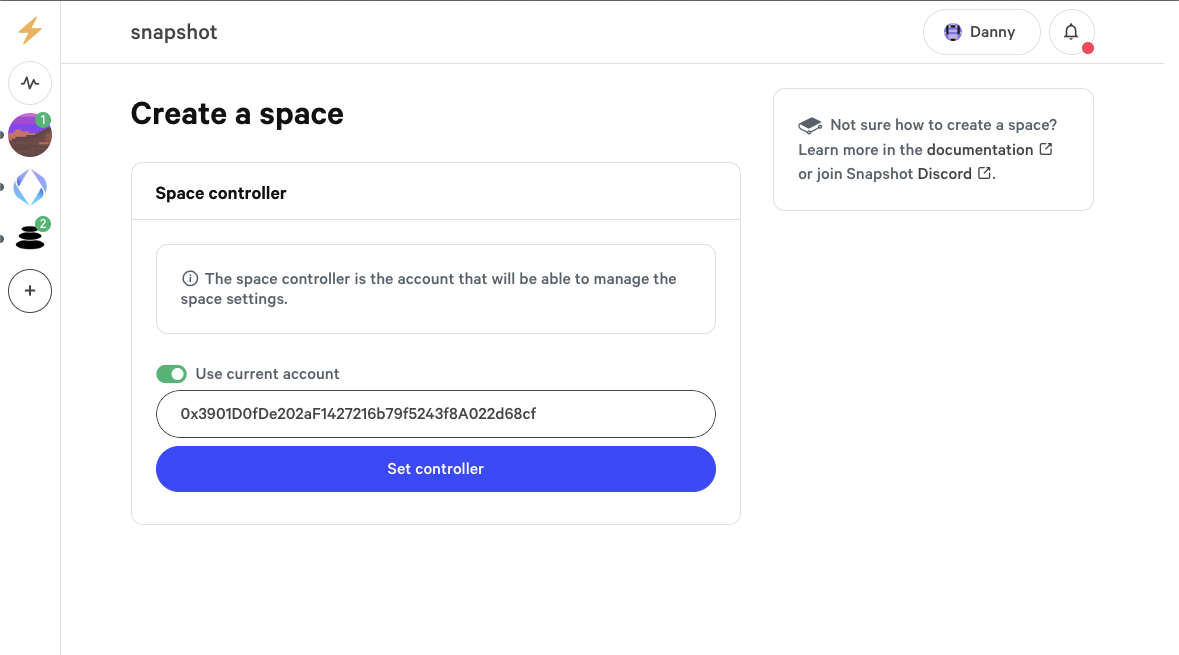 snapshot
Danny
1
2
Create a space
Space controller
The space controller is the account that will be able to manage the
space settings.
Use current account
0x3901D0fDe202aF1427216b79f5243f8A022d68cf
Set controller
Not sure how to create a space?
Learn more in the documentation
or join Snapshot Discord .